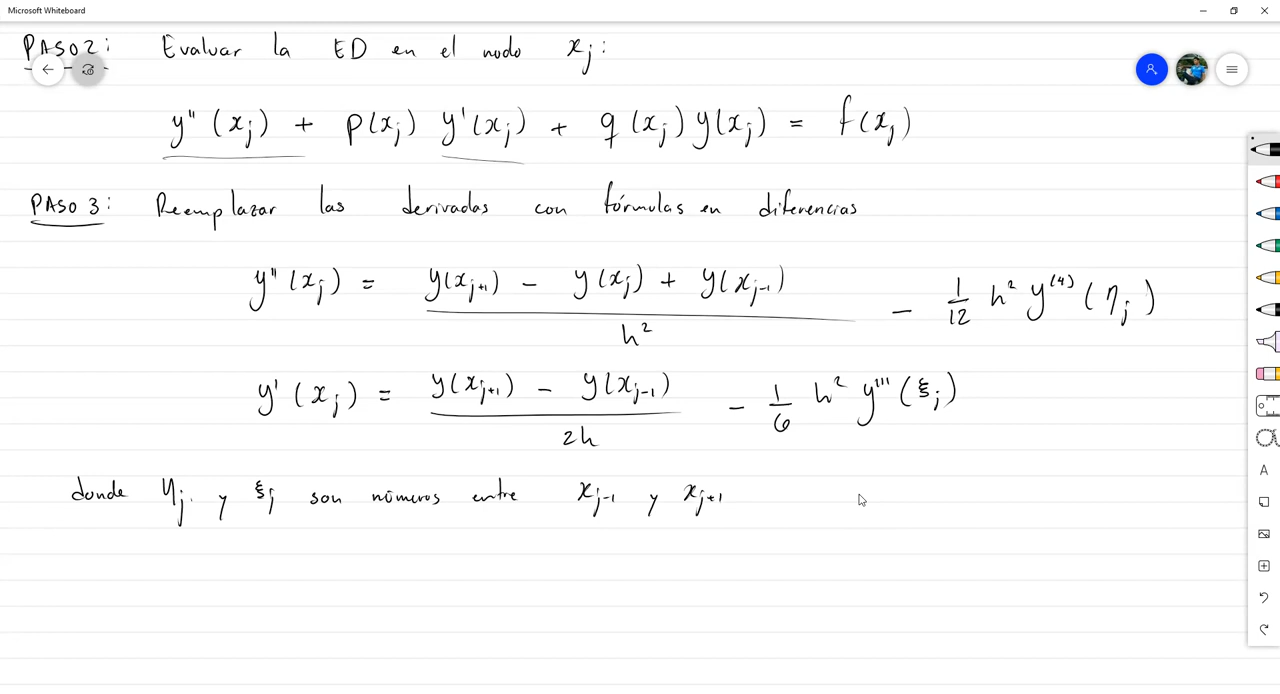 Microsoft Whiteboard
PASO 2: Evaluar la ED en el nodo xⱼ:
y''(xⱼ) + p(xⱼ) y'(xⱼ) + q(xⱼ) y(xⱼ) = f(xⱼ)
PASO 3: Reemplazar las derivadas con fórmulas en diferencias
y''(xⱼ) = (y(xⱼ₊₁) - y(xⱼ) + y(xⱼ₋₁)) / h² - 1/12 h² y⁽⁴⁾(ηⱼ)
y'(xⱼ) = (y(xⱼ₊₁) - y(xⱼ₋₁)) / 2h - 1/6 h² y'''(ξⱼ)
donde ηⱼ y ξⱼ son números entre xⱼ₋₁ y xⱼ₊₁